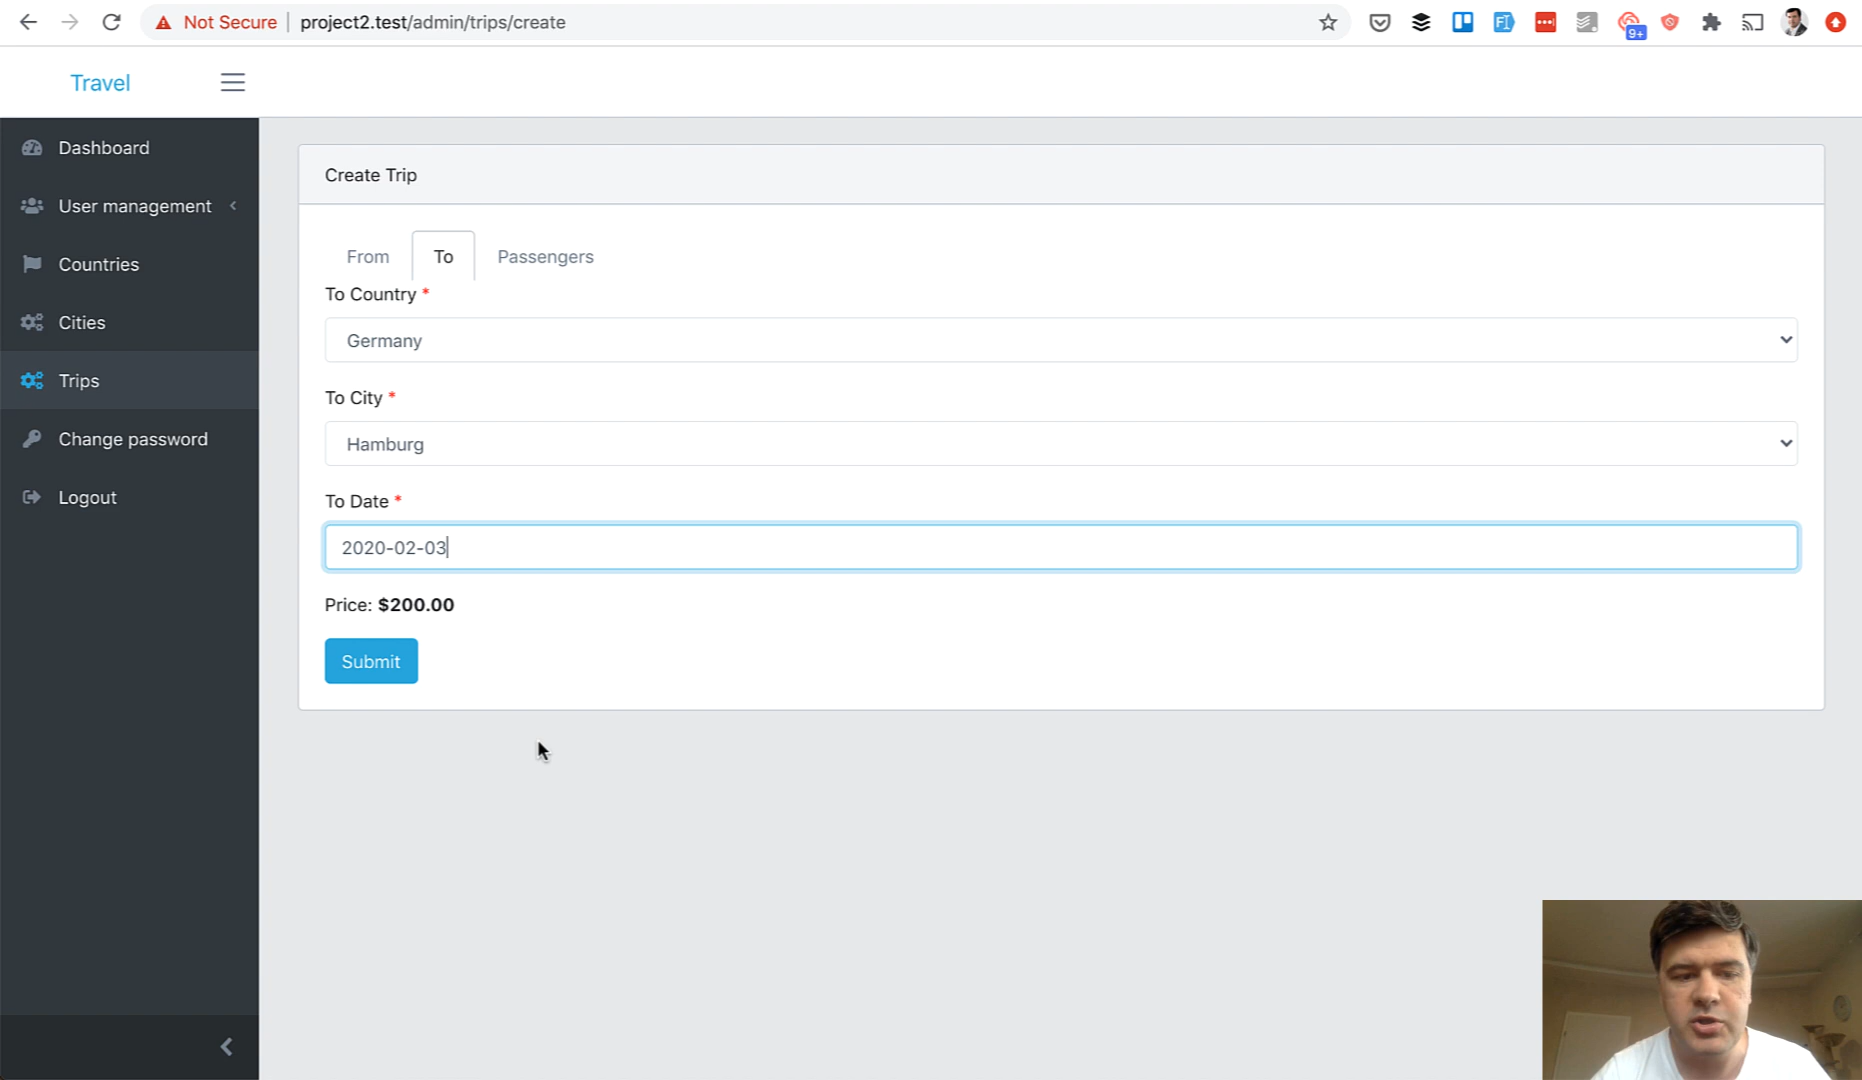 Not Secure project2.test/admin/trips/create
9+
Travel
Dashboard
User management
Countries
Cities
Trips
Change password
Logout
Create Trip
From To Passengers
To Country *
Germany
To City *
Hamburg
To Date *
2020-02-03
Price: $200.00
Submit